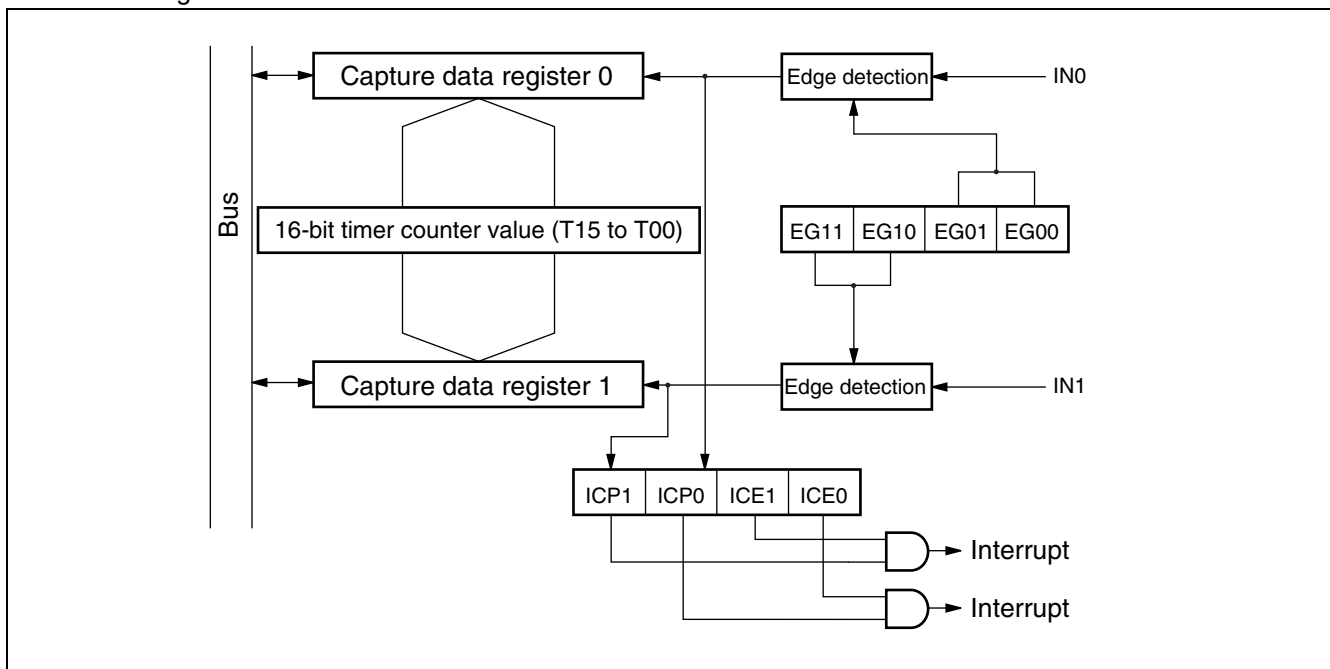 Capture data register 0
Edge detection
IN0
Bus
16-bit timer counter value (T15 to T00)
EG11 EG10 EG01 EG00
Capture data register 1
Edge detection
IN1
ICP1 ICP0 ICE1 ICE0
Interrupt
Interrupt